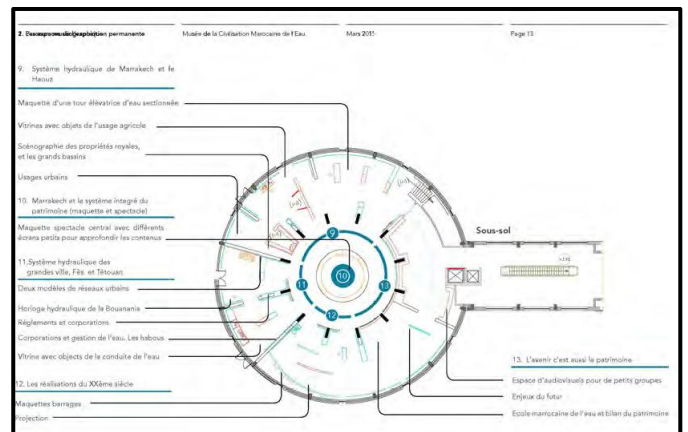 Musée de la Civilisation Marocaine de l'Eau
Mars 2011
Page 13
9. Système hydraulique de Marrakech et le
Haouz
Maquette d'une tour élévatrice d'eau sectionnée
Vitrines avec objets de l'usage agricole
Scénographie des propriétés royales,
et les grands bassins
Usages urbains
10. Marrakech et le système integré du
patrimoine (maquette et spectacle)
Maquette spectacle central avec différents
écrans petits pour approfondir les contenus
11.Système hydraulique des
grandes ville, Fès et Tétouan
Deux modèles de réseaux urbains
Horloge hydraulique de la Bouanania
Réglements et corporations
Corporations et gestion de l'eau. Les habous
Vitrine avec objects de la conduite de l'eau
12. Les réalisations du XXème siècle
Maquettes barrages
Projection
9
10
11
12
13
Sous-sol
13. L'avenir c'est aussi le patrimoine
Espace d'audiovisuels pour de petits groupes
Enjeux du futur
Ecole marrocaine de l'eau et bilan du patrimoine